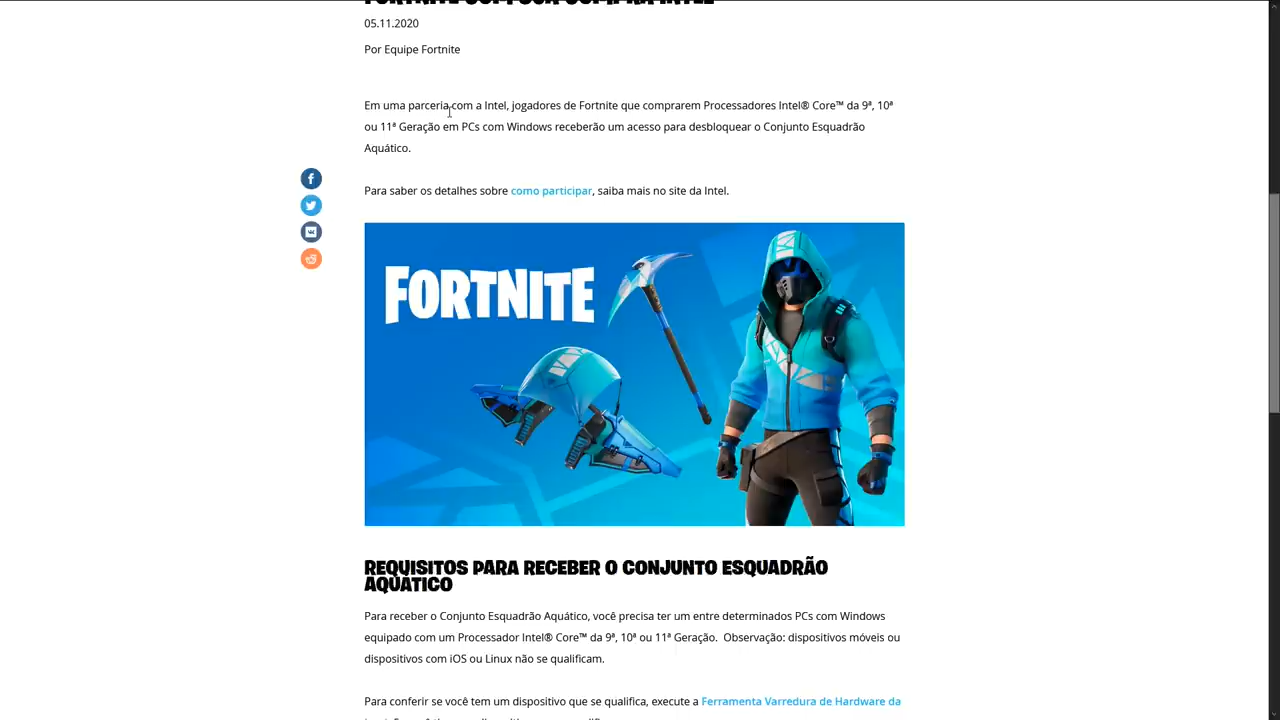 05.11.2020
Por Equipe Fortnite
Em uma parceria com a Intel, jogadores de Fortnite que comprarem Processadores Intel® Core™ da 9ª, 10ª
ou 11ª Geração em PCs com Windows receberão um acesso para desbloquear o Conjunto Esquadrão
Aquático.
Para saber os detalhes sobre como participar, saiba mais no site da Intel.
FORTNITE
REQUISITOS PARA RECEBER O CONJUNTO ESQUADRÃO
AQUÁTICO
Para receber o Conjunto Esquadrão Aquático, você precisa ter um entre determinados PCs com Windows
equipado com um Processador Intel® Core™ da 9ª, 10ª ou 11ª Geração.  Observação: dispositivos móveis ou
dispositivos com iOS ou Linux não se qualificam.
Para conferir se você tem um dispositivo que se qualifica, execute a Ferramenta Varredura de Hardware da